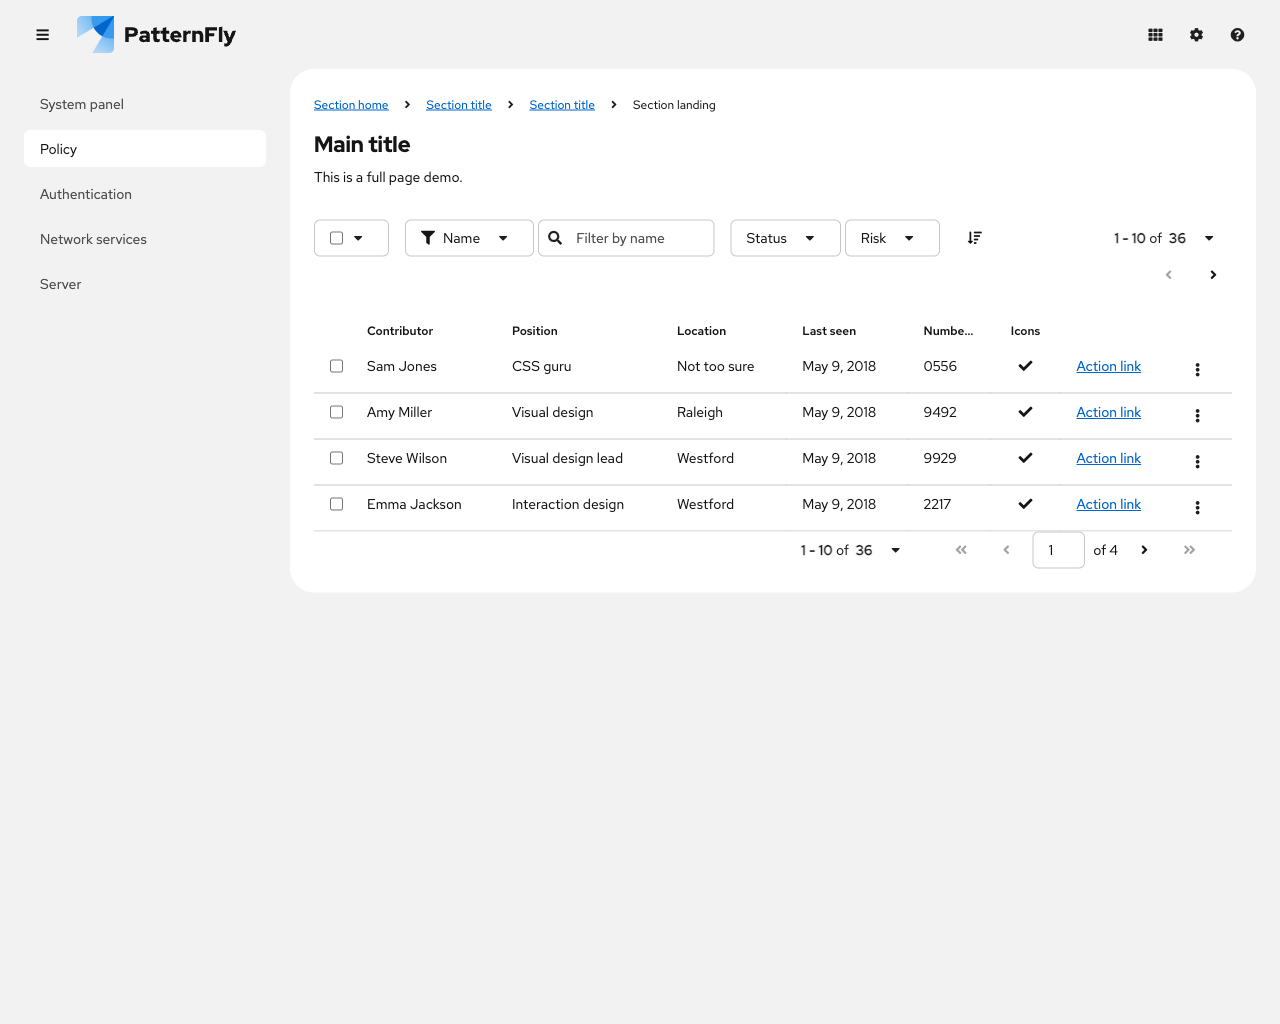 PatternFly
System panel
Policy
Authentication
Network services
Server
Section home Section title Section title Section landing
Main title
This is a full page demo.
Name Filter by name Status Risk 1 - 10 of 36
Contributor Position Location Last seen Numbe... Icons
Sam Jones CSS guru Not too sure May 9, 2018 0556 Action link
Amy Miller Visual design Raleigh May 9, 2018 9492 Action link
Steve Wilson Visual design lead Westford May 9, 2018 9929 Action link
Emma Jackson Interaction design Westford May 9, 2018 2217 Action link
1 - 10 of 36 1 of 4